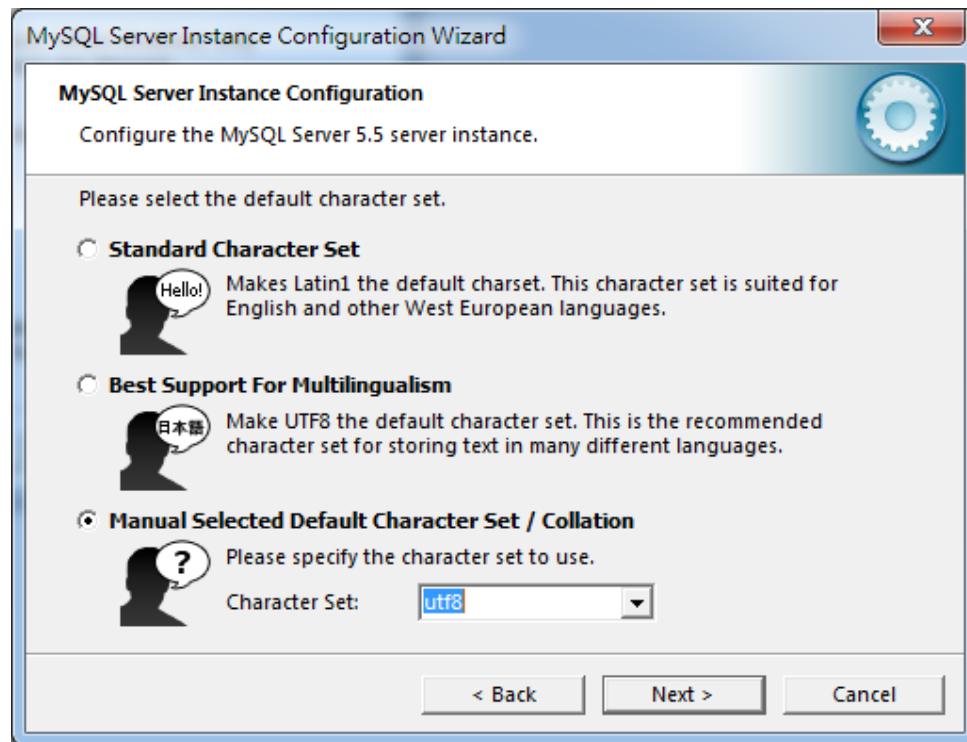 MySQL Server Instance Configuration Wizard
MySQL Server Instance Configuration
Configure the MySQL Server 5.5 server instance.
Please select the default character set.
Standard Character Set
Hello!
Makes Latin1 the default charset. This character set is suited for
English and other West European languages.
Best Support For Multilingualism
日本語
Make UTF8 the default character set. This is the recommended
character set for storing text in many different languages.
Manual Selected Default Character Set / Collation
?
Please specify the character set to use.
Character Set: utf8
< Back Next > Cancel